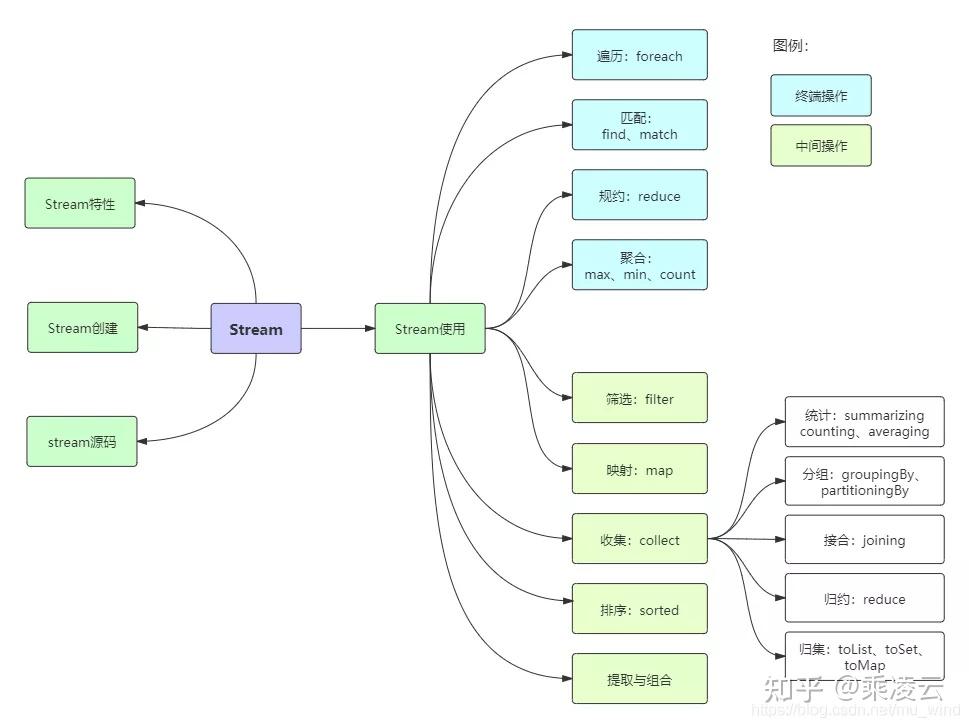 Stream特性
Stream创建
stream源码
Stream
Stream使用
遍历：foreach
匹配：
find、match
规约：reduce
聚合：
max、min、count
筛选：filter
映射：map
收集：collect
排序：sorted
提取与组合
统计：summarizing
counting、averaging
分组：groupingBy、
partitioningBy
接合：joining
归约：reduce
归集：toList、toSet、
toMap
图例：
终端操作
中间操作
知乎 @乘凌云
https://blog.csdn.net/mu_wind